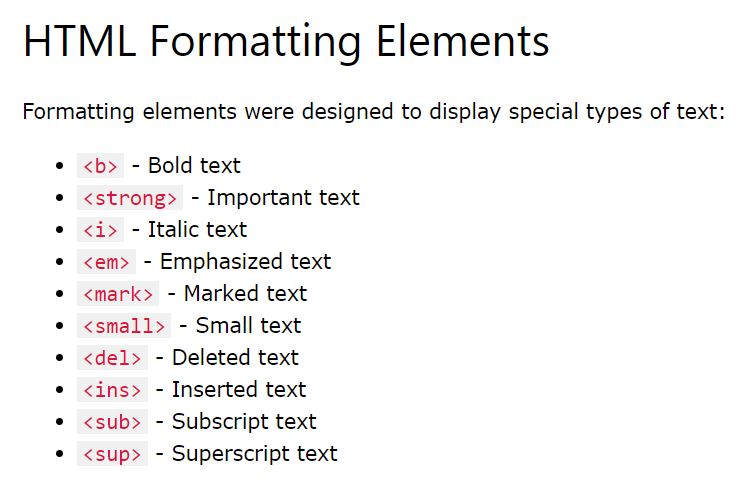 HTML Formatting Elements
Formatting elements were designed to display special types of text:
• <b> - Bold text
• <strong> - Important text
• <i> - Italic text
• <em> - Emphasized text
• <mark> - Marked text
• <small> - Small text
• <del> - Deleted text
• <ins> - Inserted text
• <sub> - Subscript text
• <sup> - Superscript text